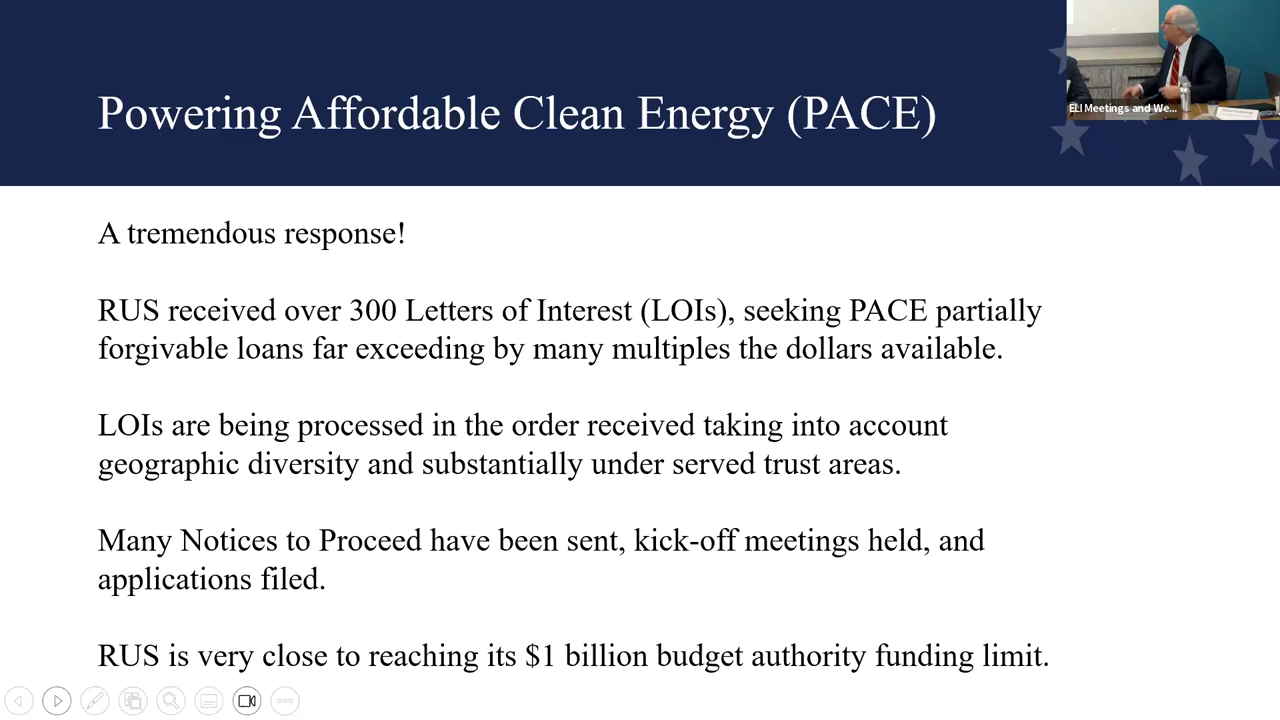 Powering Affordable Clean Energy (PACE)
ELI Meetings and We...
A tremendous response!
RUS received over 300 Letters of Interest (LOIs), seeking PACE partially
forgivable loans far exceeding by many multiples the dollars available.
LOIs are being processed in the order received taking into account
geographic diversity and substantially under served trust areas.
Many Notices to Proceed have been sent, kick-off meetings held, and
applications filed.
RUS is very close to reaching its $1 billion budget authority funding limit.